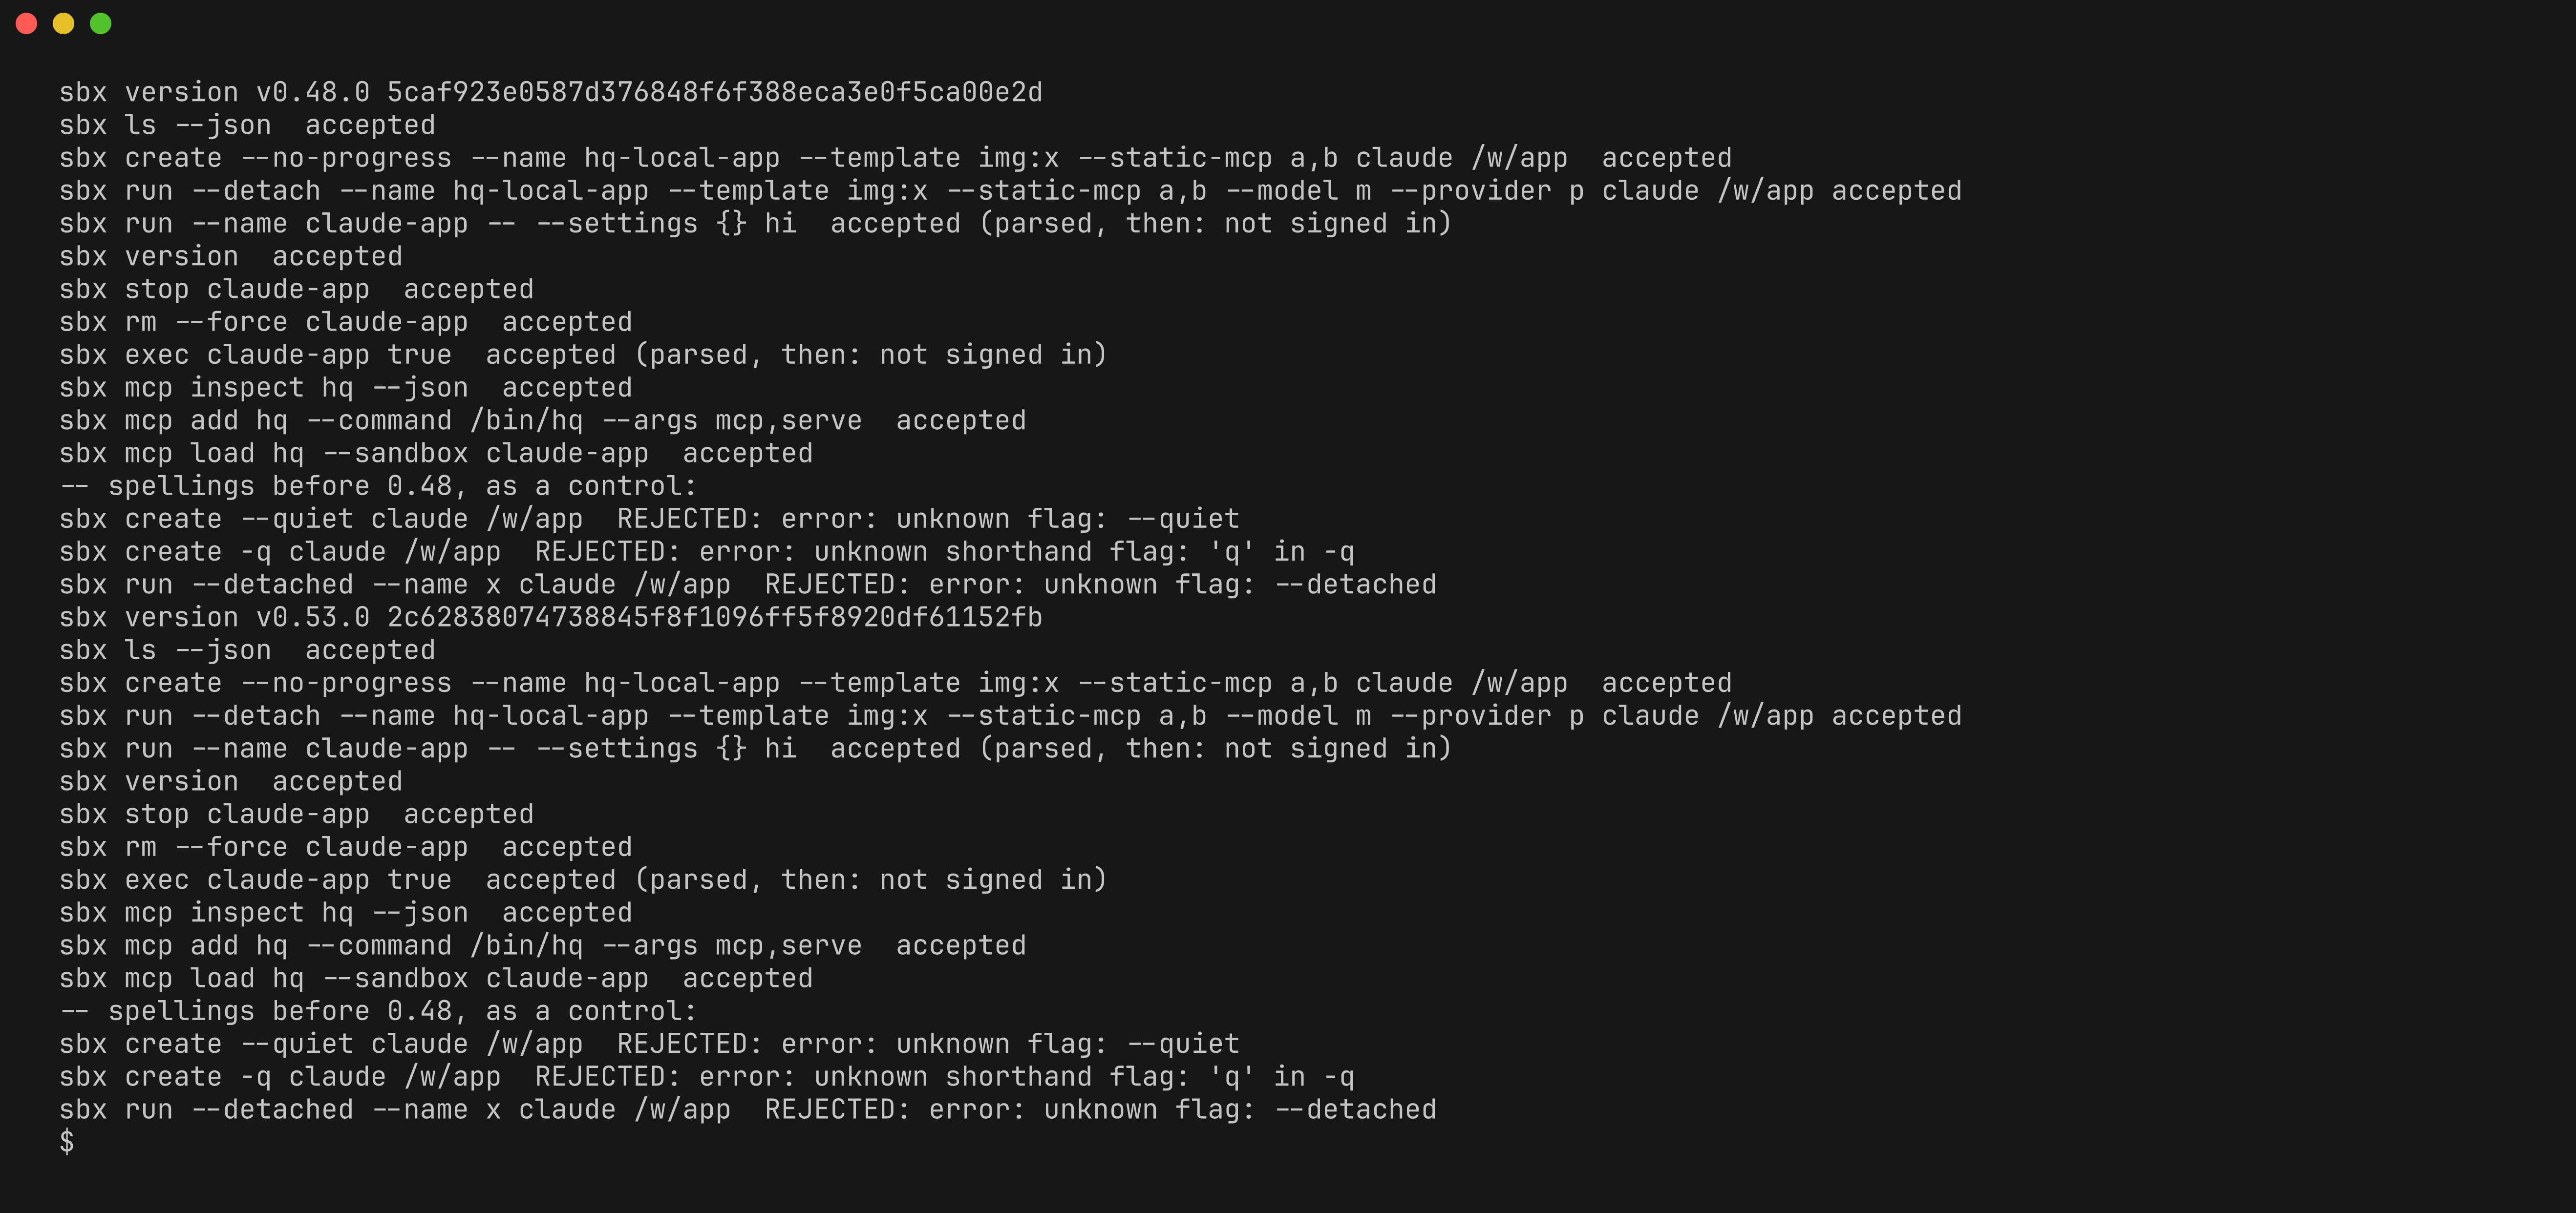 sbx version v0.48.0 5caf923e0587d376848f6f388eca3e0f5ca00e2d
sbx ls --json  accepted
sbx create --no-progress --name hq-local-app --template img:x --static-mcp a,b claude /w/app  accepted
sbx run --detach --name hq-local-app --template img:x --static-mcp a,b --model m --provider p claude /w/app accepted
sbx run --name claude-app -- --settings {} hi  accepted (parsed, then: not signed in)
sbx version  accepted
sbx stop claude-app  accepted
sbx rm --force claude-app  accepted
sbx exec claude-app true  accepted (parsed, then: not signed in)
sbx mcp inspect hq --json  accepted
sbx mcp add hq --command /bin/hq --args mcp,serve  accepted
sbx mcp load hq --sandbox claude-app  accepted
-- spellings before 0.48, as a control:
sbx create --quiet claude /w/app  REJECTED: error: unknown flag: --quiet
sbx create -q claude /w/app  REJECTED: error: unknown shorthand flag: 'q' in -q
sbx run --detached --name x claude /w/app  REJECTED: error: unknown flag: --detached
sbx version v0.53.0 2c62838074738845f8f1096ff5f8920df61152fb
sbx ls --json  accepted
sbx create --no-progress --name hq-local-app --template img:x --static-mcp a,b claude /w/app  accepted
sbx run --detach --name hq-local-app --template img:x --static-mcp a,b --model m --provider p claude /w/app accepted
sbx run --name claude-app -- --settings {} hi  accepted (parsed, then: not signed in)
sbx version  accepted
sbx stop claude-app  accepted
sbx rm --force claude-app  accepted
sbx exec claude-app true  accepted (parsed, then: not signed in)
sbx mcp inspect hq --json  accepted
sbx mcp add hq --command /bin/hq --args mcp,serve  accepted
sbx mcp load hq --sandbox claude-app  accepted
-- spellings before 0.48, as a control:
sbx create --quiet claude /w/app  REJECTED: error: unknown flag: --quiet
sbx create -q claude /w/app  REJECTED: error: unknown shorthand flag: 'q' in -q
sbx run --detached --name x claude /w/app  REJECTED: error: unknown flag: --detached
$